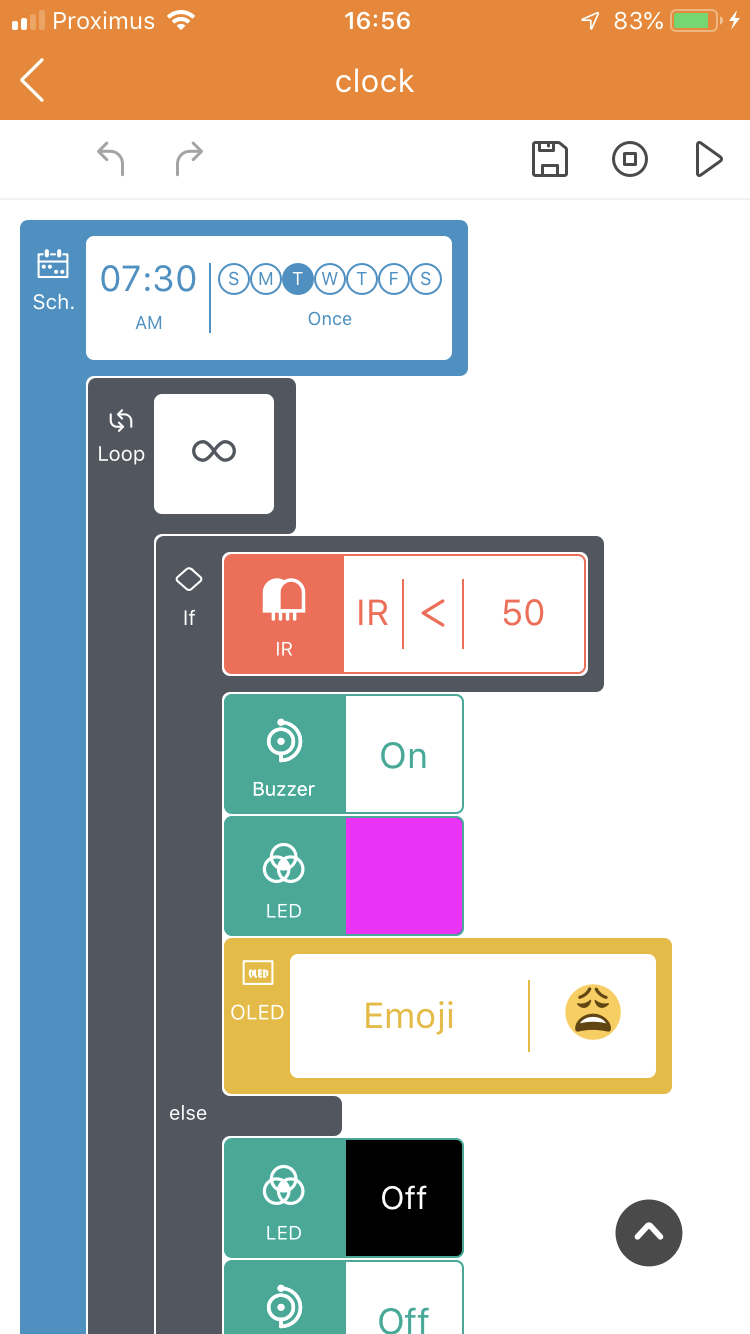 Proximus 16:56 83%
clock
Sch. 07:30 S M T W T F S
AM Once
Loop ∞
If IR < 50
IR
Buzzer On
LED
OLED
OLED Emoji
else
LED Off
Off